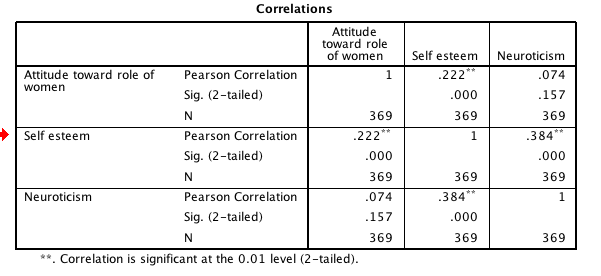 Correlations
Attitude toward role of women Self esteem Neuroticism
Attitude toward role of women Pearson Correlation 1 .222** .074
Sig. (2-tailed) .000 .157
N 369 369 369
Self esteem Pearson Correlation .222** 1 .384**
Sig. (2-tailed) .000 .000
N 369 369 369
Neuroticism Pearson Correlation .074 .384** 1
Sig. (2-tailed) .157 .000
N 369 369 369
**. Correlation is significant at the 0.01 level (2-tailed).